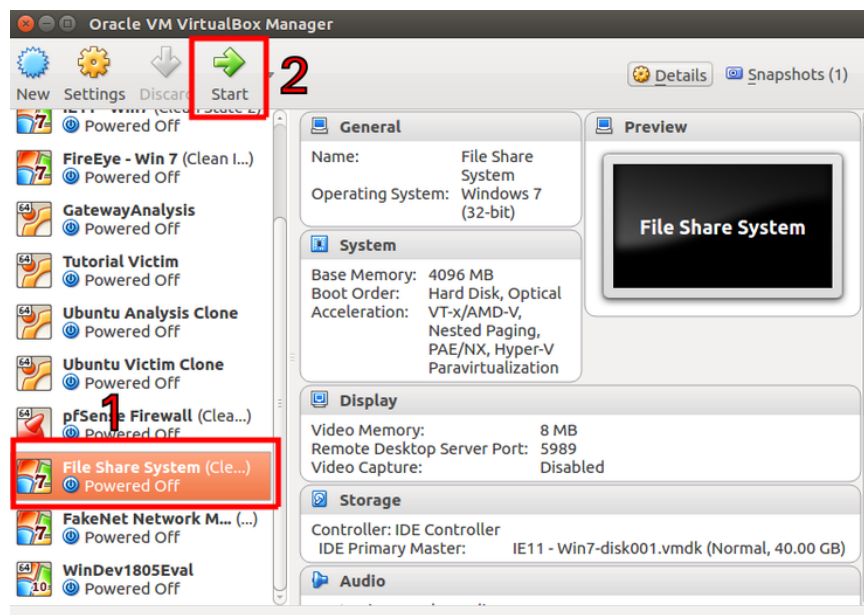 Oracle VM VirtualBox Manager
New Settings Discard Start
2
Details Snapshots (1)
Powered Off
FireEye - Win 7 (Clean I...)
Powered Off
GatewayAnalysis
Powered Off
Tutorial Victim
Powered Off
Ubuntu Analysis Clone
Powered Off
Ubuntu Victim Clone
Powered Off
1
pfSense Firewall (Clea...)
Powered Off
File Share System (Cle...)
Powered Off
FakeNet Network M... (...)
Powered Off
WinDev1805Eval
Powered Off
General
Name: File Share
System
Operating System: Windows 7
(32-bit)
System
Base Memory: 4096 MB
Boot Order: Hard Disk, Optical
Acceleration: VT-x/AMD-V,
Nested Paging,
PAE/NX, Hyper-V
Paravirtualization
Display
Video Memory: 8 MB
Remote Desktop Server Port: 5989
Video Capture: Disabled
Storage
Controller: IDE Controller
IDE Primary Master: IE11 - Win7-disk001.vmdk (Normal, 40.00 GB)
Audio
Preview
File Share System